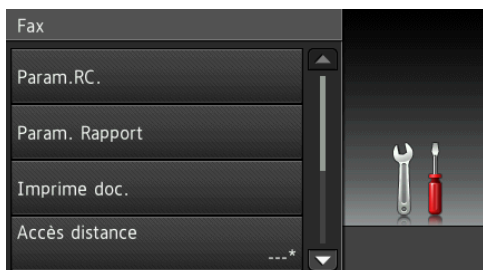 Fax
Param.RC.
Param. Rapport
Imprime doc.
Accès distance
---*